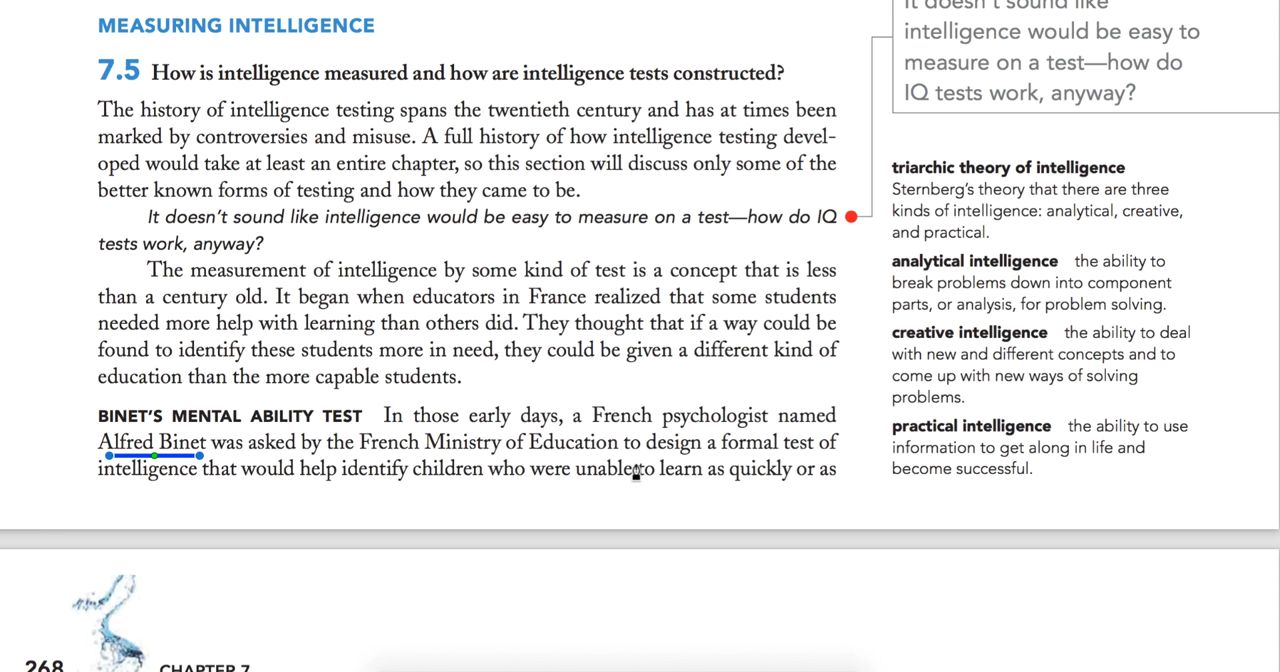 MEASURING INTELLIGENCE
7.5 How is intelligence measured and how are intelligence tests constructed?
The history of intelligence testing spans the twentieth century and has at times been
marked by controversies and misuse. A full history of how intelligence testing devel-
oped would take at least an entire chapter, so this section will discuss only some of the
better known forms of testing and how they came to be.
It doesn't sound like intelligence would be easy to measure on a test—how do IQ
tests work, anyway?
The measurement of intelligence by some kind of test is a concept that is less
than a century old. It began when educators in France realized that some students
needed more help with learning than others did. They thought that if a way could be
found to identify these students more in need, they could be given a different kind of
education than the more capable students.
BINET'S MENTAL ABILITY TEST In those early days, a French psychologist named
Alfred Binet was asked by the French Ministry of Education to design a formal test of
intelligence that would help identify children who were unable to learn as quickly or as
It doesn't sound like
intelligence would be easy to
measure on a test—how do
IQ tests work, anyway?
triarchic theory of intelligence
Sternberg's theory that there are three
kinds of intelligence: analytical, creative,
and practical.
analytical intelligence the ability to
break problems down into component
parts, or analysis, for problem solving.
creative intelligence the ability to deal
with new and different concepts and to
come up with new ways of solving
problems.
practical intelligence the ability to use
information to get along in life and
become successful.
268 CHAPTER 7